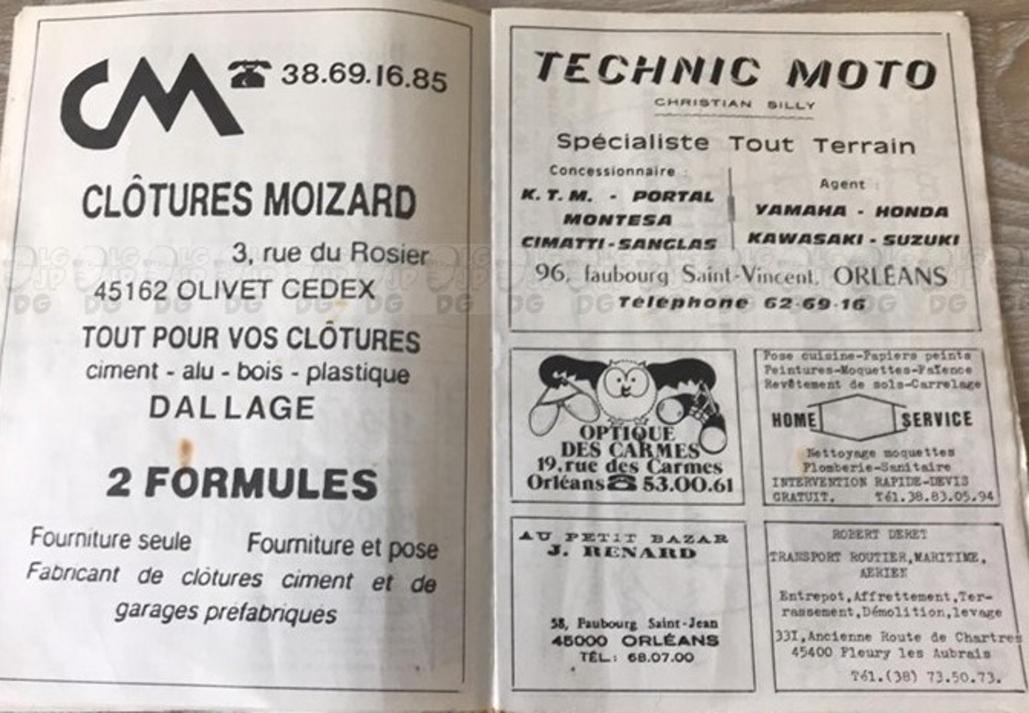 CM 38.69.16.85
CLÔTURES MOIZARD
3, rue du Rosier
45162 OLIVET CEDEX
TOUT POUR VOS CLÔTURES
ciment - alu - bois - plastique
DALLAGE
2 FORMULES
Fourniture seule Fourniture et pose
Fabricant de clôtures ciment et de
garages préfabriqués
TECHNIC MOTO
CHRISTIAN SILLY
Spécialiste Tout Terrain
Concessionnaire :
K.T.M. - PORTAL
MONTESA
CIMATTI - SANGLAS
Agent :
YAMAHA - HONDA
KAWASAKI - SUZUKI
96, faubourg Saint-Vincent, ORLÉANS
Téléphone 62-69-16
OPTIQUE
DES CARMES
19, rue des Carmes
Orléans 53.00.61
Pose cuisine-Papiers peints
Peintures-Moquettes-Faïence
Revêtement de sols-Carrelage
HOME SERVICE
Nettoyage moquettes
Plomberie-Sanitaire
INTERVENTION RAPIDE-DEVIS
GRATUIT. Tél.38.83.05.94
AU PETIT BAZAR
J. RENARD
58, Faubourg Saint-Jean
45000 ORLÉANS
TÉL.: 68.07.00
ROBERT DERET
TRANSPORT ROUTIER,MARITIME,
AERIEN
Entrepot,Affrettement,Ter-
rassement,Démolition,levage
331,Ancienne Route de Chartres
45400 Fleury les Aubrais
Tél.(38) 73.50.73.